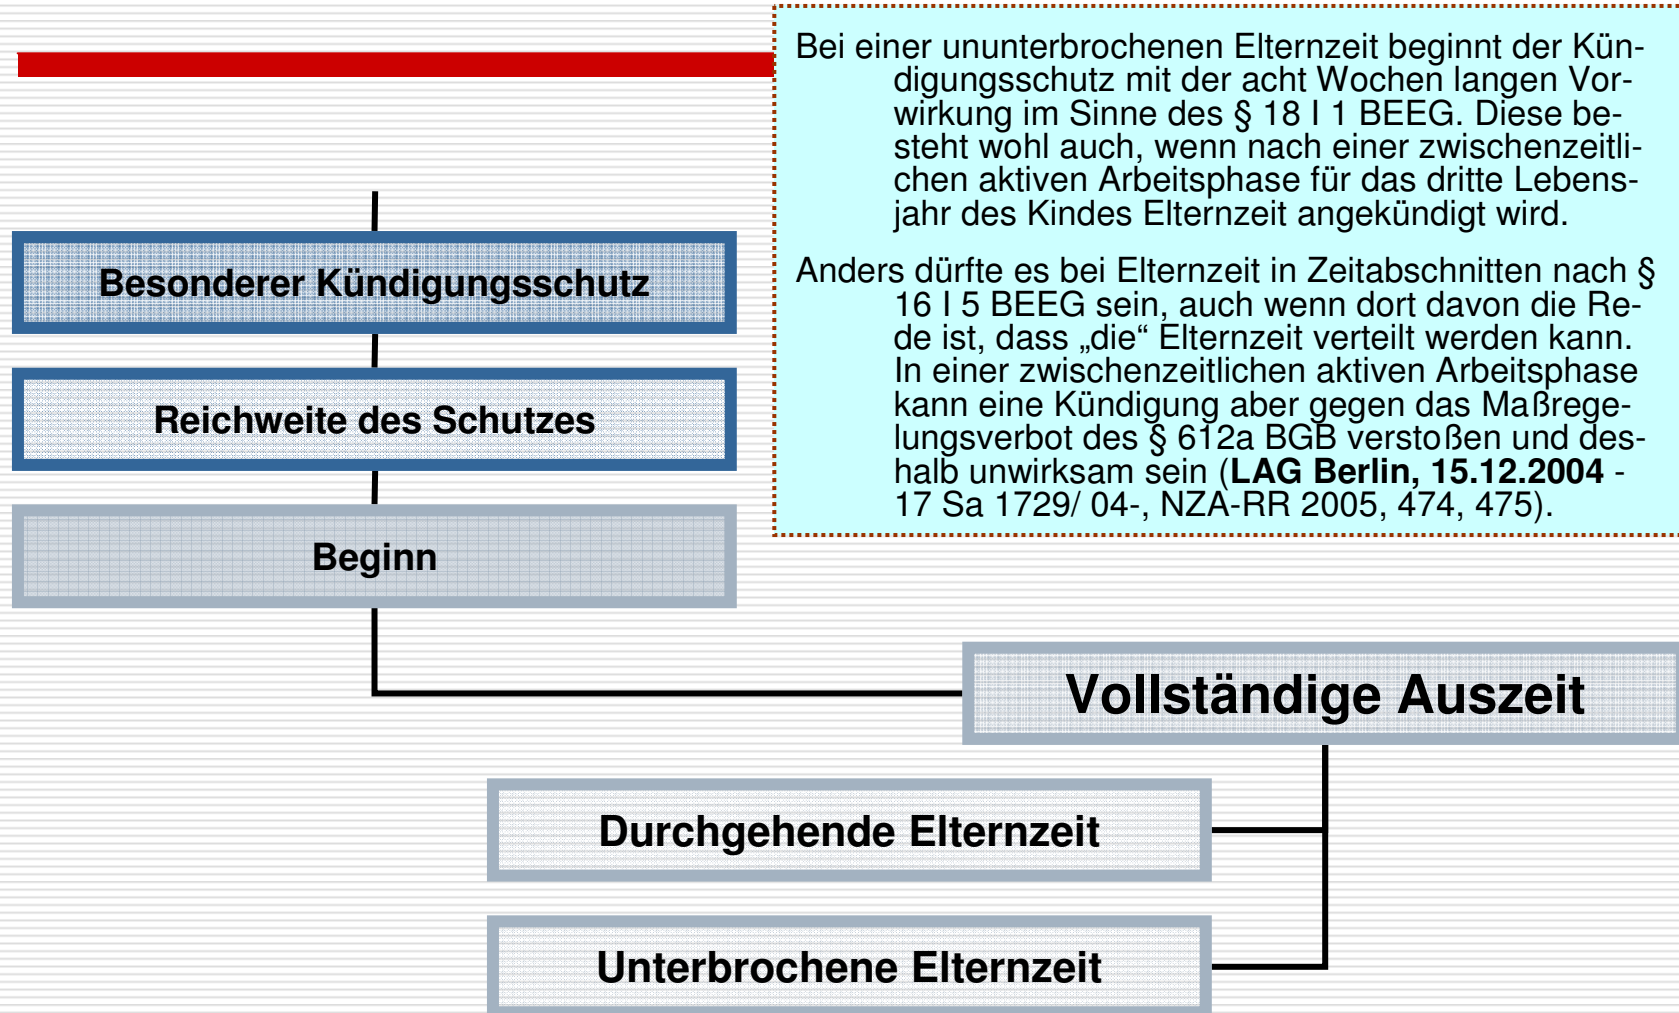 Bei einer ununterbrochenen Elternzeit beginnt der Kün-
digungsschutz mit der acht Wochen langen Vor-
wirkung im Sinne des § 18 I 1 BEEG. Diese be-
steht wohl auch, wenn nach einer zwischenzeitli-
chen aktiven Arbeitsphase für das dritte Lebens-
jahr des Kindes Elternzeit angekündigt wird.
Anders dürfte es bei Elternzeit in Zeitabschnitten nach §
16 I 5 BEEG sein, auch wenn dort davon die Re-
de ist, dass „die“ Elternzeit verteilt werden kann.
In einer zwischenzeitlichen aktiven Arbeitsphase
kann eine Kündigung aber gegen das Maßrege-
lungsverbot des § 612a BGB verstoßen und des-
halb unwirksam sein (LAG Berlin, 15.12.2004 -
17 Sa 1729/ 04-, NZA-RR 2005, 474, 475).
Besonderer Kündigungsschutz
Reichweite des Schutzes
Beginn
Vollständige Auszeit
Durchgehende Elternzeit
Unterbrochene Elternzeit